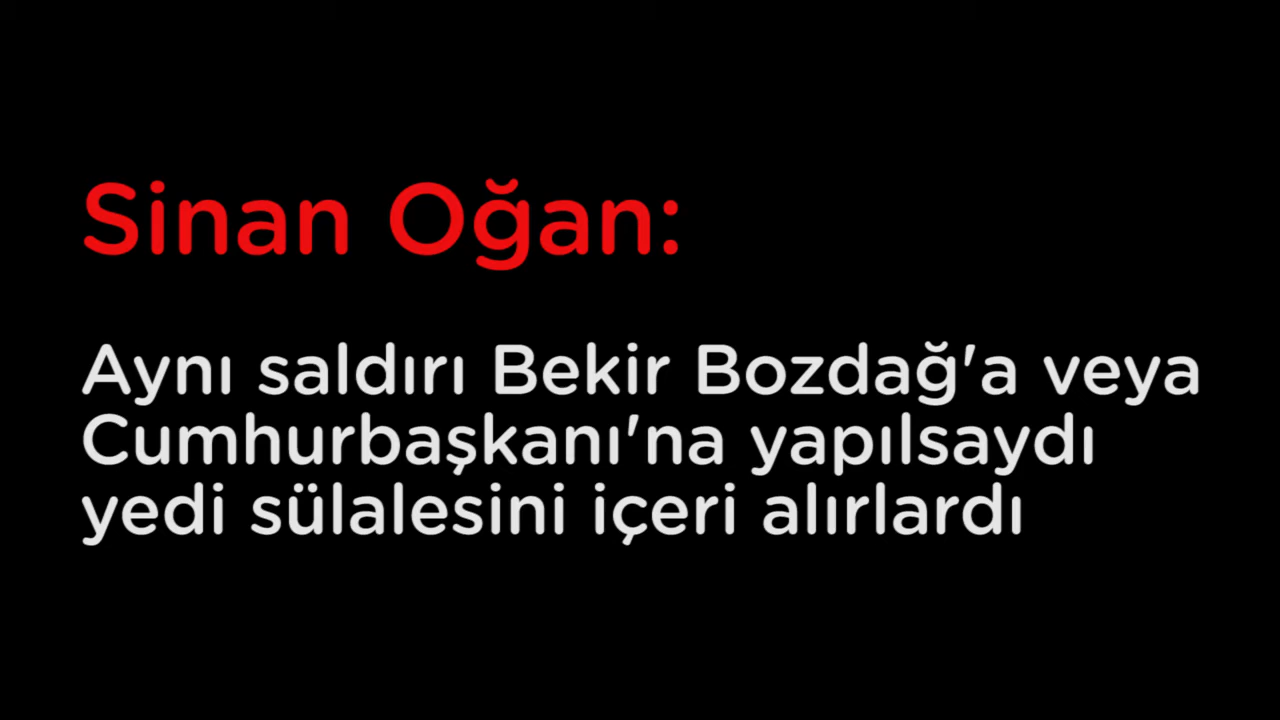 Sinan Oğan:
Aynı saldırı Bekir Bozdağ'a veya
Cumhurbaşkanı'na yapılsaydı
yedi sülalesini içeri alırlardı